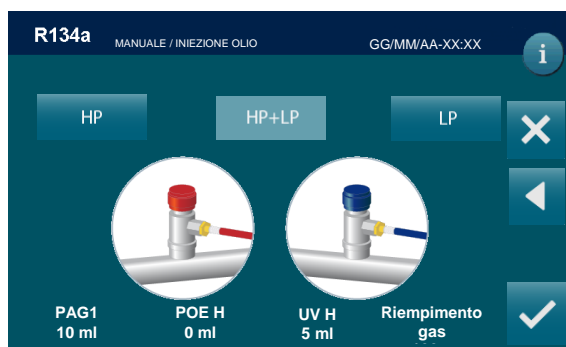 R134a MANUALE / INIEZIONE OLIO GG/MM/AA-XX:XX
i
HP HP+LP LP
PAG1 POE H UV H Riempimento
10 ml 0 ml 5 ml gas